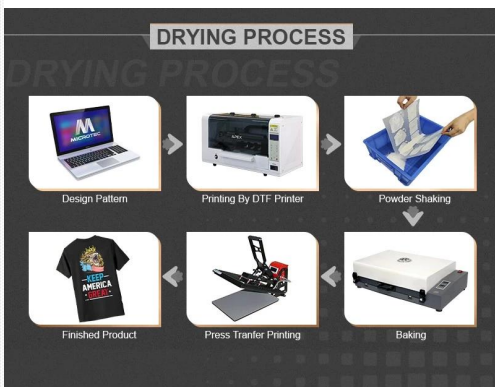 DRYING PROCESS
DRYING PROCESS
M
MICROTEC
Design Pattern
Printing By DTF Printer
Powder Shaking
KEEP
AMERICA
GREAT
Finished Product
Press Tranfer Printing
Baking